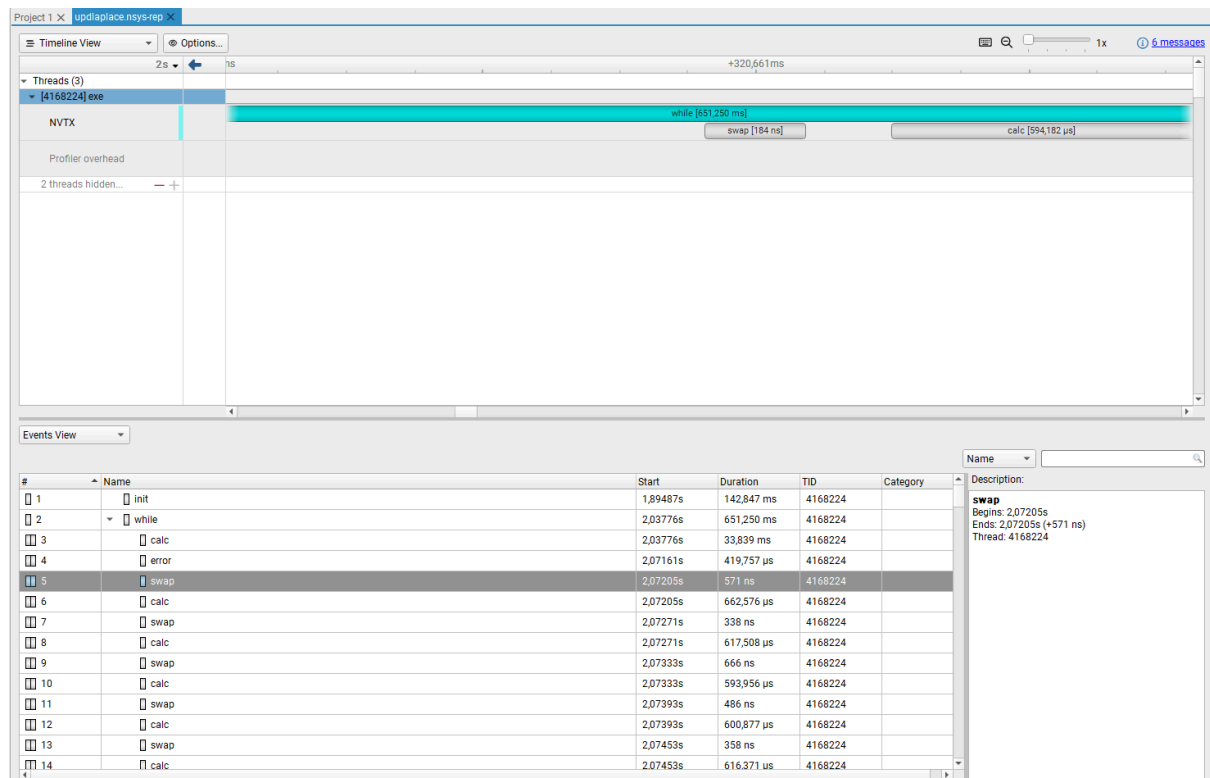 Project 1 updlaplace.nsys-rep
Timeline View Options... 1x 6 messages
2s ns +320,661ms
Threads (3)
[4168224] exe
NVTX
while [651,250 ms]
swap [184 ns] calc [594,182 µs]
Profiler overhead
2 threads hidden...
Events View
Name
# Name Start Duration TID Category Description:
1 init 1,89487s 142,847 ms 4168224
2 while 2,03776s 651,250 ms 4168224
3 calc 2,03776s 33,839 ms 4168224
4 error 2,07161s 419,757 µs 4168224
5 swap 2,07205s 571 ns 4168224
6 calc 2,07205s 662,576 µs 4168224
7 swap 2,07271s 338 ns 4168224
8 calc 2,07271s 617,508 µs 4168224
9 swap 2,07333s 666 ns 4168224
10 calc 2,07333s 593,956 µs 4168224
11 swap 2,07393s 486 ns 4168224
12 calc 2,07393s 600,877 µs 4168224
13 swap 2,07453s 358 ns 4168224
14 calc 2,07453s 616,371 µs 4168224
swap
Begins: 2,07205s
Ends: 2,07205s (+571 ns)
Thread: 4168224